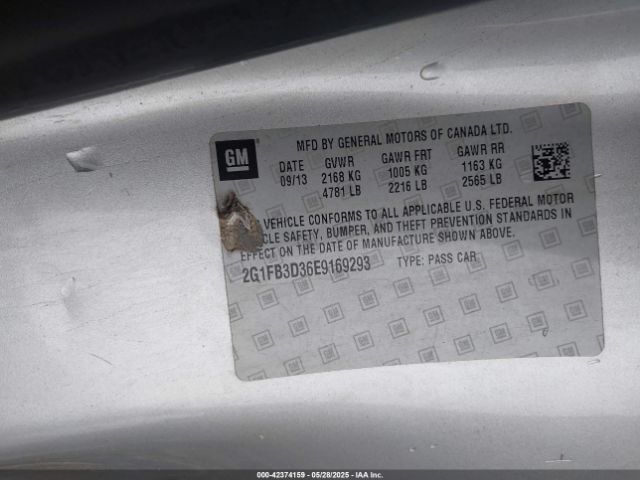 GM
MFD BY GENERAL MOTORS OF CANADA LTD.
DATE GVWR GAWR FRT GAWR RR
09/13 2168 KG 1005 KG 1163 KG
4781 LB 2216 LB 2565 LB
VEHICLE CONFORMS TO ALL APPLICABLE U.S. FEDERAL MOTOR
CLE SAFETY, BUMPER, AND THEFT PREVENTION STANDARDS IN
EFFECT ON THE DATE OF MANUFACTURE SHOWN ABOVE.
2G1FB3D36E9169293 TYPE: PASS CAR
000-42374159 | 05/28/2025 | IAA Inc.